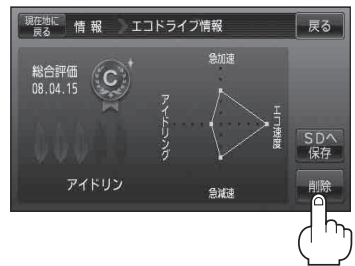 現在地に
戻る
情報
エコドライブ情報
戻る
総合評価
08.04.15
C
急加速
アイドリング
エコ速度
急減速
アイドリン
SDへ
保存
削除